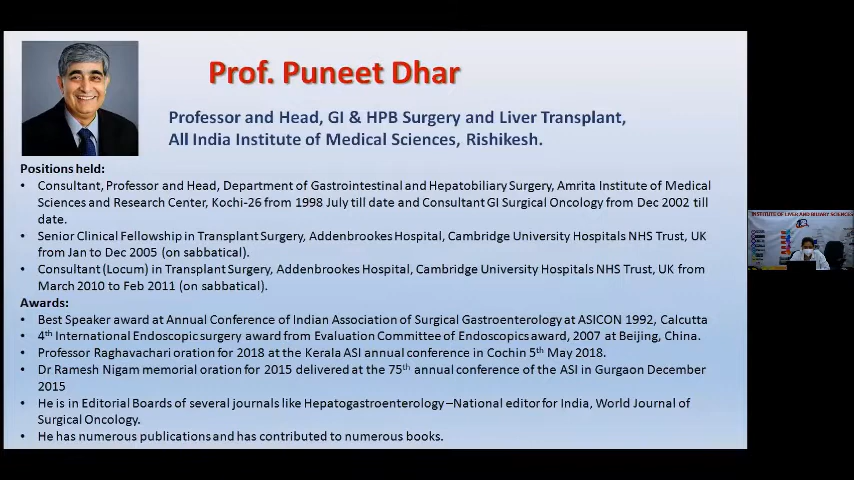 Prof. Puneet Dhar
Professor and Head, GI & HPB Surgery and Liver Transplant,
All India Institute of Medical Sciences, Rishikesh.
Positions held:
• Consultant, Professor and Head, Department of Gastrointestinal and Hepatobiliary Surgery, Amrita Institute of Medical
Sciences and Research Center, Kochi-26 from 1998 July till date and Consultant GI Surgical Oncology from Dec 2002 till
date.
• Senior Clinical Fellowship in Transplant Surgery, Addenbrookes Hospital, Cambridge University Hospitals NHS Trust, UK
from Jan to Dec 2005 (on sabbatical).
• Consultant (Locum) in Transplant Surgery, Addenbrookes Hospital, Cambridge University Hospitals NHS Trust, UK from
March 2010 to Feb 2011 (on sabbatical).
Awards:
• Best Speaker award at Annual Conference of Indian Association of Surgical Gastroenterology at ASICON 1992, Calcutta
• 4th International Endoscopic surgery award from Evaluation Committee of Endoscopics award, 2007 at Beijing, China.
• Professor Raghavachari oration for 2018 at the Kerala ASI annual conference in Cochin 5th May 2018.
• Dr Ramesh Nigam memorial oration for 2015 delivered at the 75th annual conference of the ASI in Gurgaon December
2015
• He is in Editorial Boards of several journals like Hepatogastroenterology –National editor for India, World Journal of
Surgical Oncology.
• He has numerous publications and has contributed to numerous books.
INSTITUTE OF LIVER AND BILIARY SCIENCES